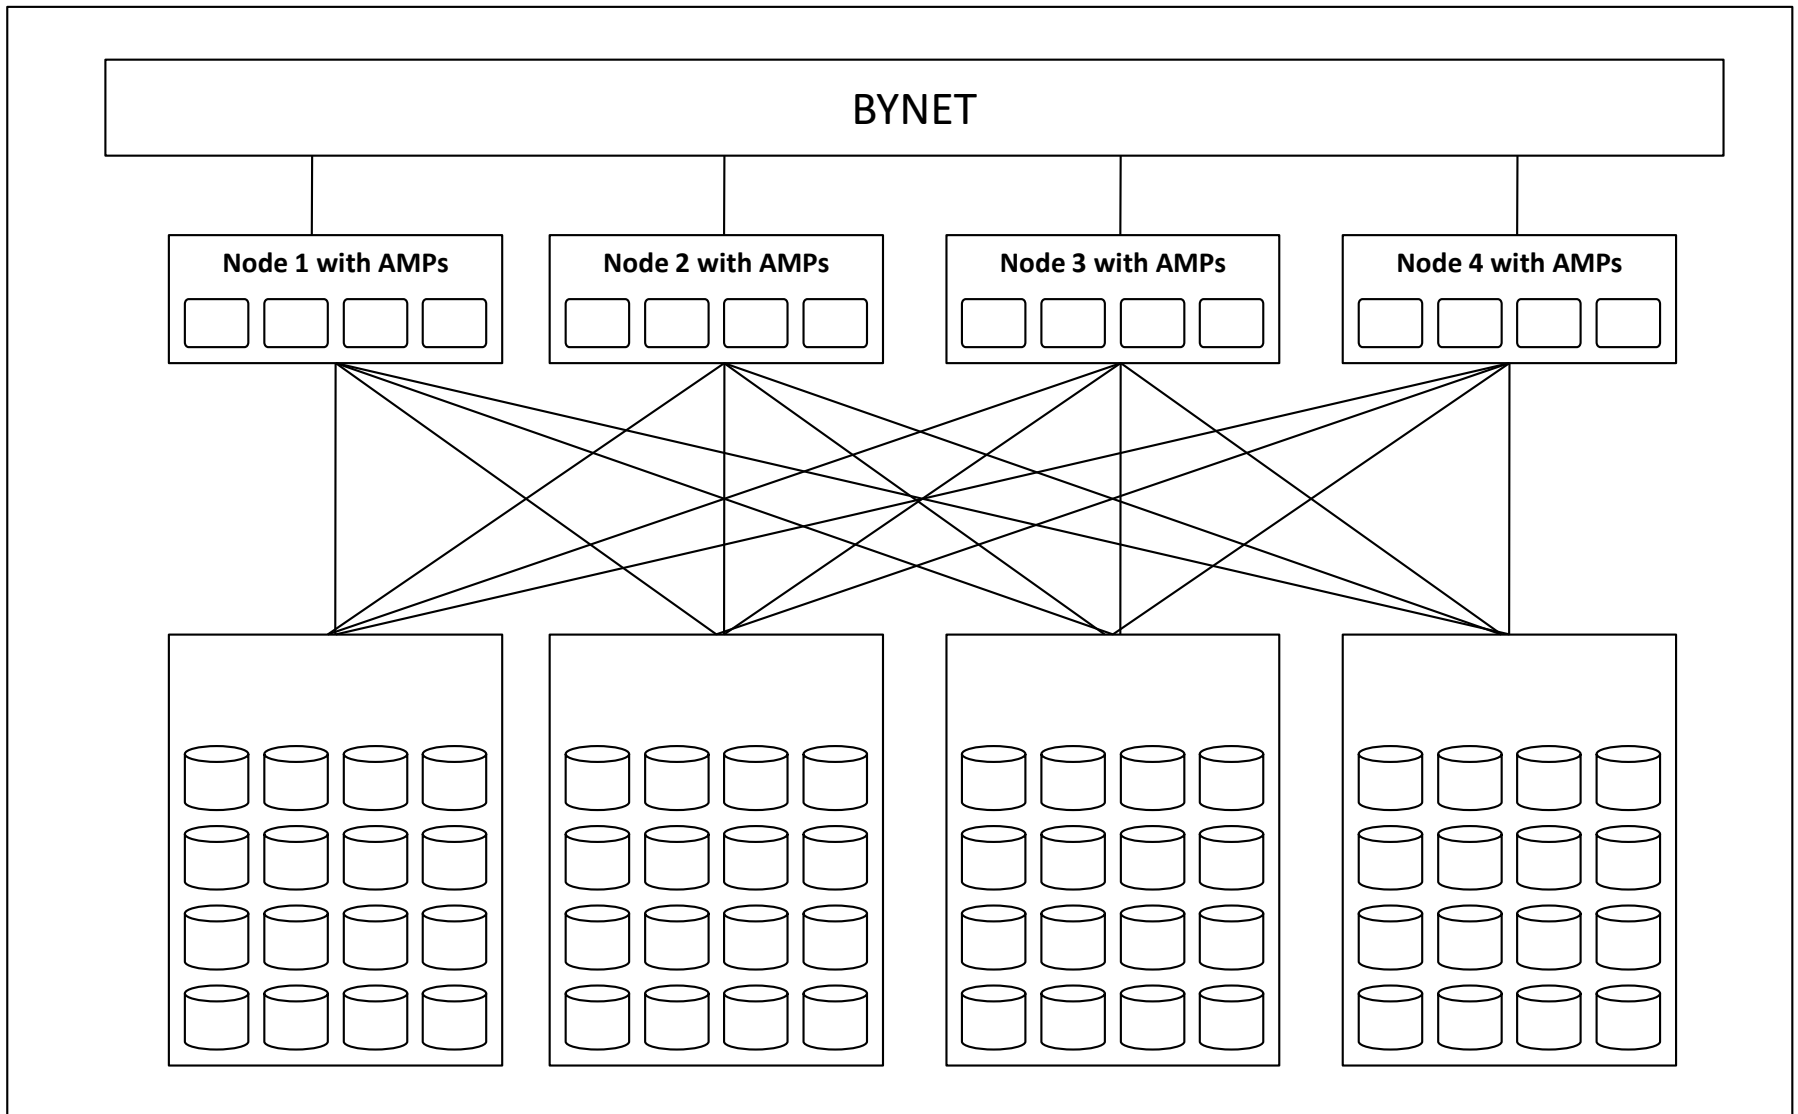 BYNET
Node 1 with AMPs
Node 2 with AMPs
Node 3 with AMPs
Node 4 with AMPs